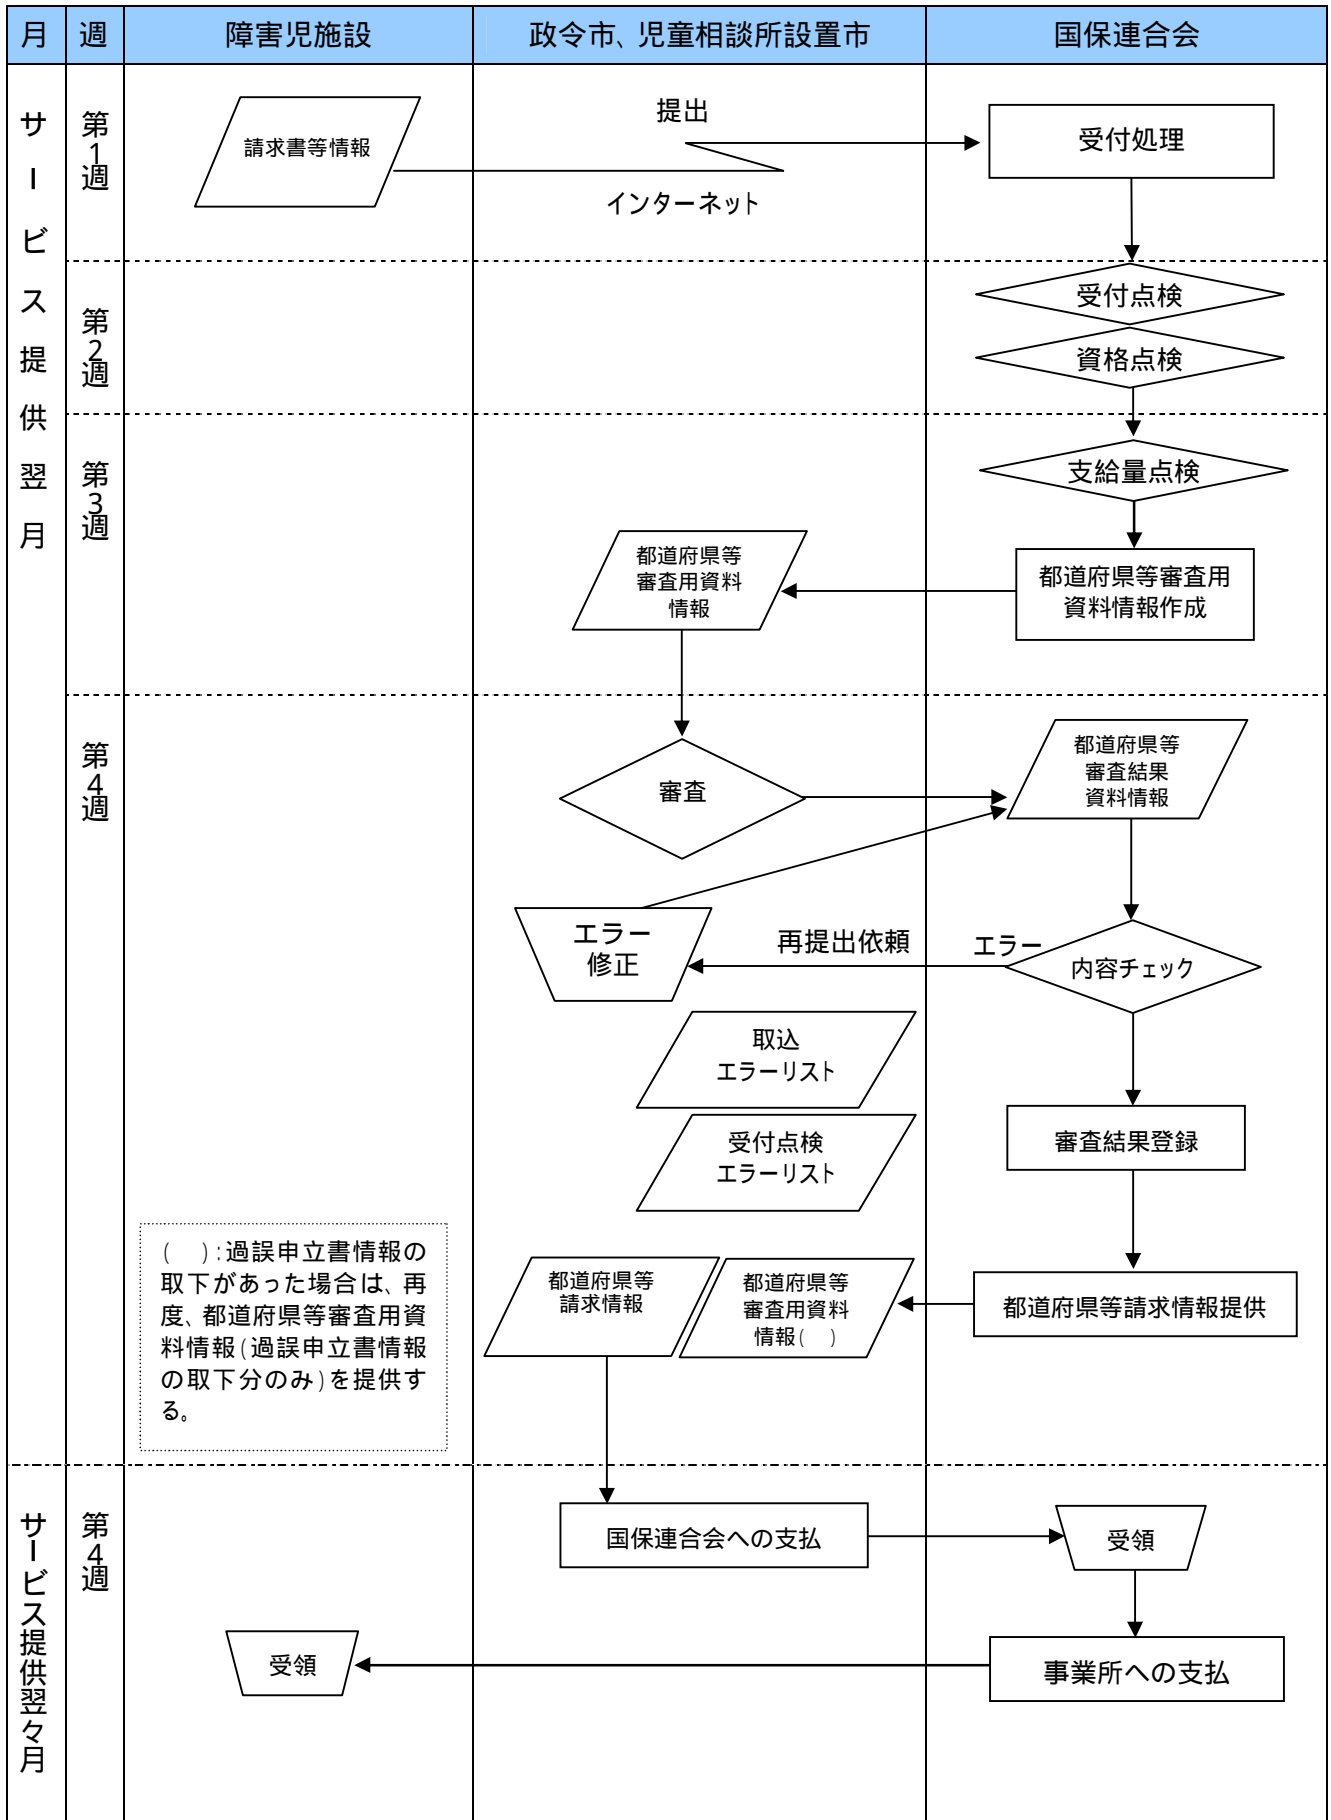 月 週 障害児施設 政令市、児童相談所設置市 国保連合会
サービス提供翌月
第1週
請求書等情報
提出
インターネット
受付処理
第2週
受付点検
資格点検
第3週
支給量点検
都道府県等
審査用資料
情報
都道府県等審査用
資料情報作成
第4週
審査
都道府県等
審査結果
資料情報
エラー
修正
再提出依頼
エラー
内容チェック
取込
エラーリスト
受付点検
エラーリスト
審査結果登録
( ):過誤申立書情報の
取下があった場合は、再
度、都道府県等審査用資
料情報(過誤申立書情報
の取下分のみ)を提供す
る。
都道府県等
請求情報
都道府県等
審査用資料
情報( )
都道府県等請求情報提供
サービス提供翌々月
第4週
国保連合会への支払
受領
受領
事業所への支払